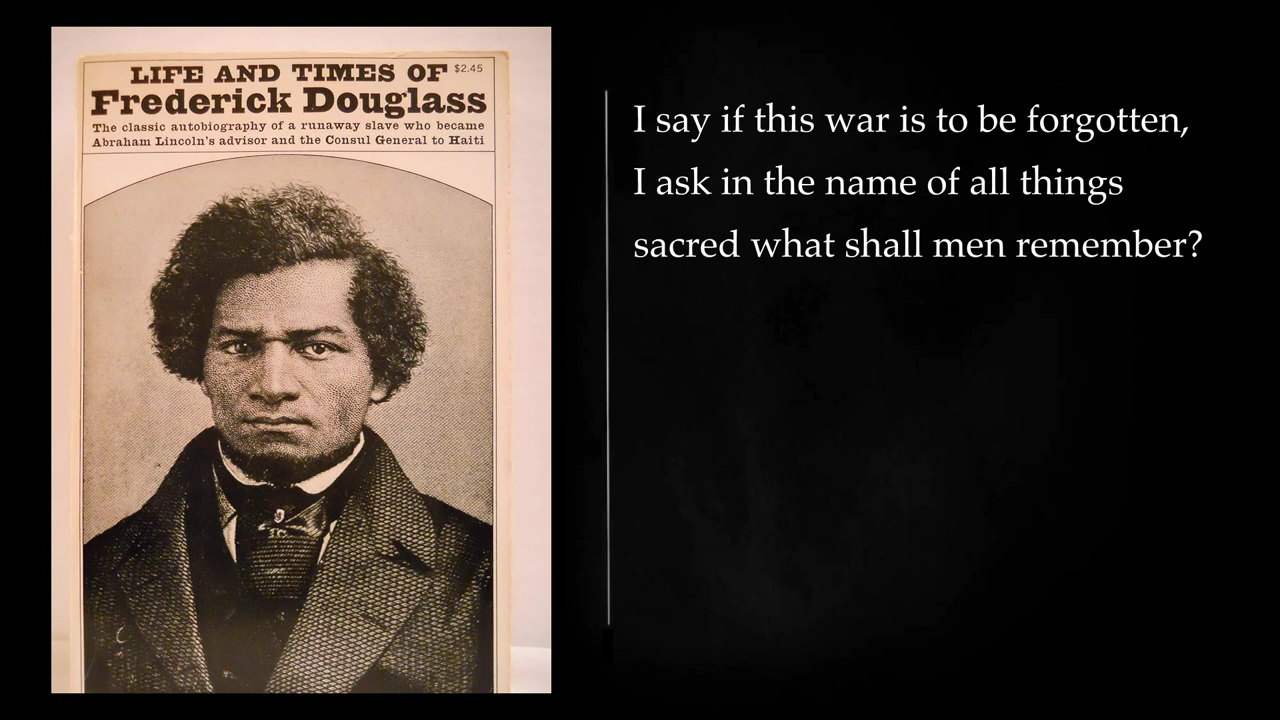 LIFE AND TIMES OF $2.45
Frederick Douglass
The classic autobiography of a runaway slave who became
Abraham Lincoln's advisor and the Consul General to Haiti
I say if this war is to be forgotten,
I ask in the name of all things
sacred what shall men remember?